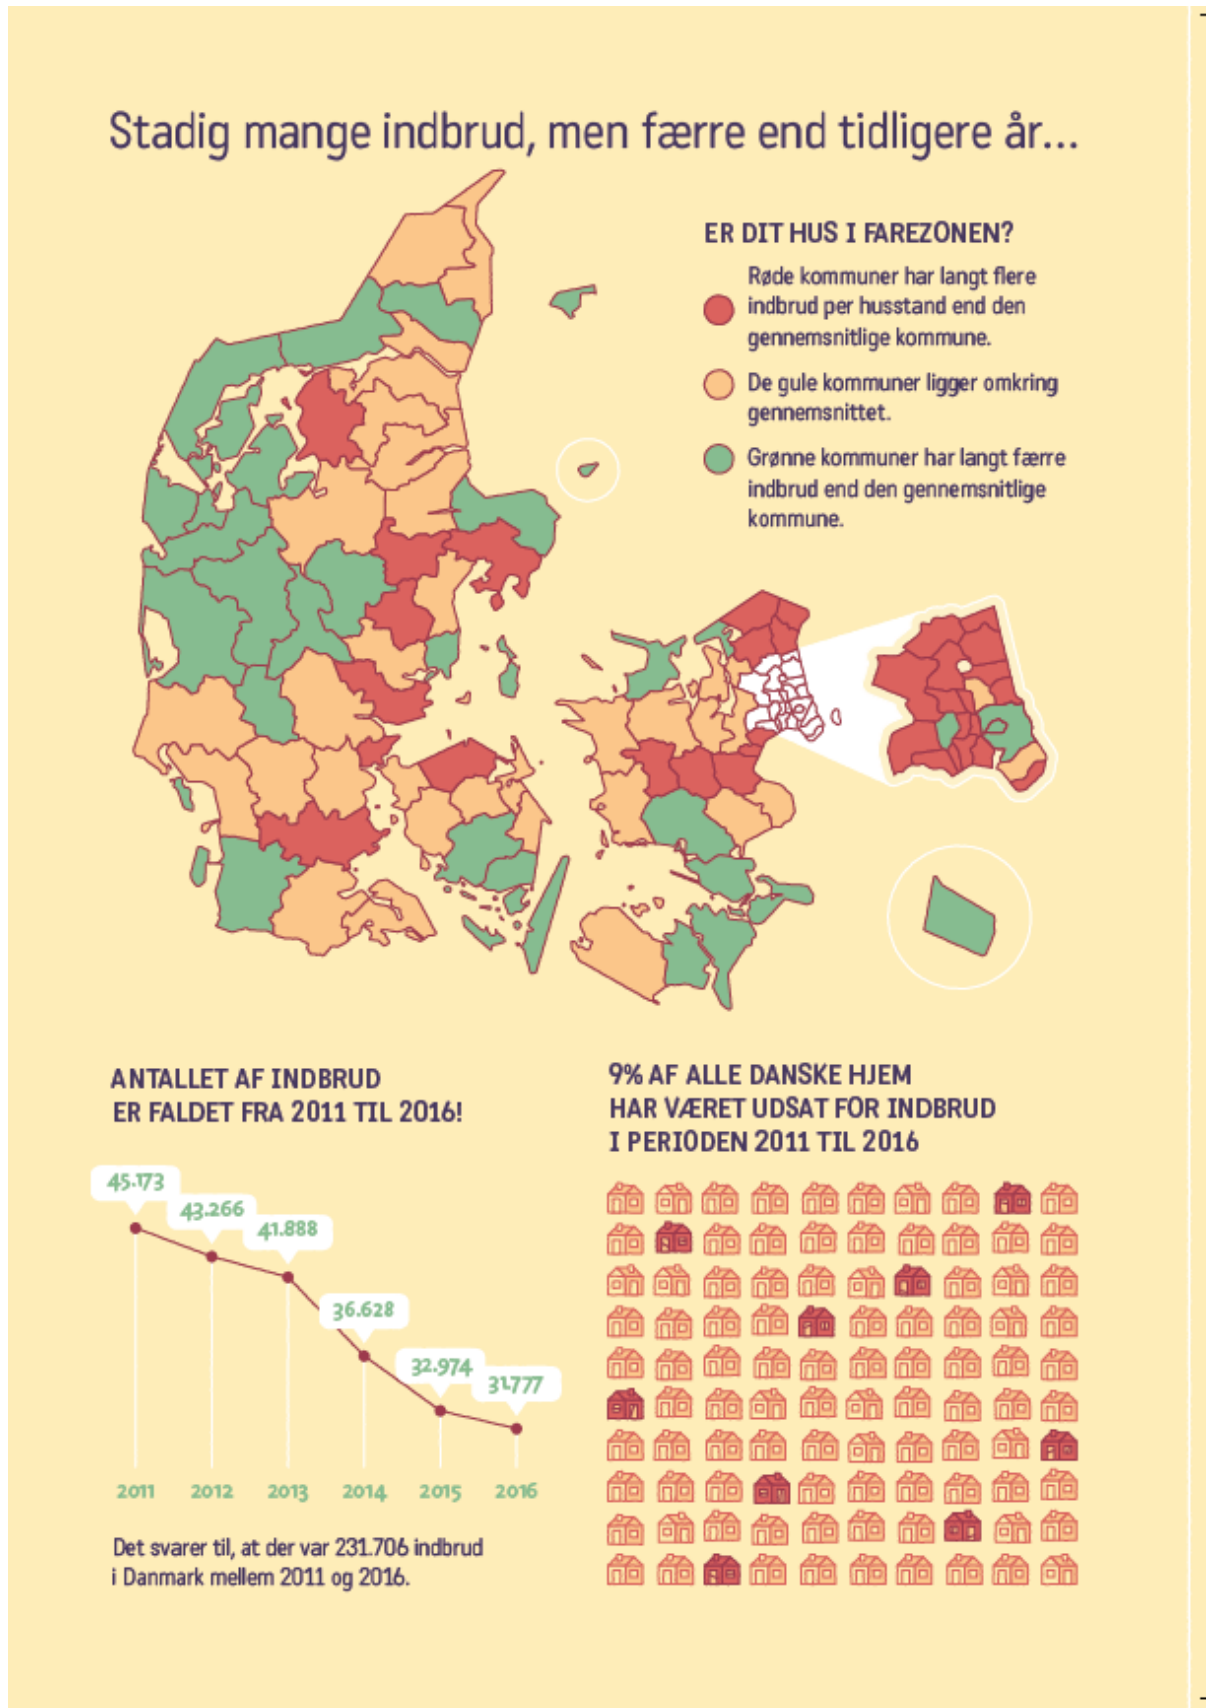 Stadig mange indbrud, men færre end tidligere år...
ER DIT HUS I FAREZONEN?
Røde kommuner har langt flere
indbrud per husstand end den
gennemsnitlige kommune.
De gule kommuner ligger omkring
gennemsnittet.
Grønne kommuner har langt færre
indbrud end den gennemsnitlige
kommune.
ANTALLET AF INDBRUD
ER FALDET FRA 2011 TIL 2016!
45.173
43.266
41.888
36.628
32.974
31.777
2011 2012 2013 2014 2015 2016
Det svarer til, at der var 231.706 indbrud
i Danmark mellem 2011 og 2016.
9% AF ALLE DANSKE HJEM
HAR VÆRET UDSAT FOR INDBRUD
I PERIODEN 2011 TIL 2016